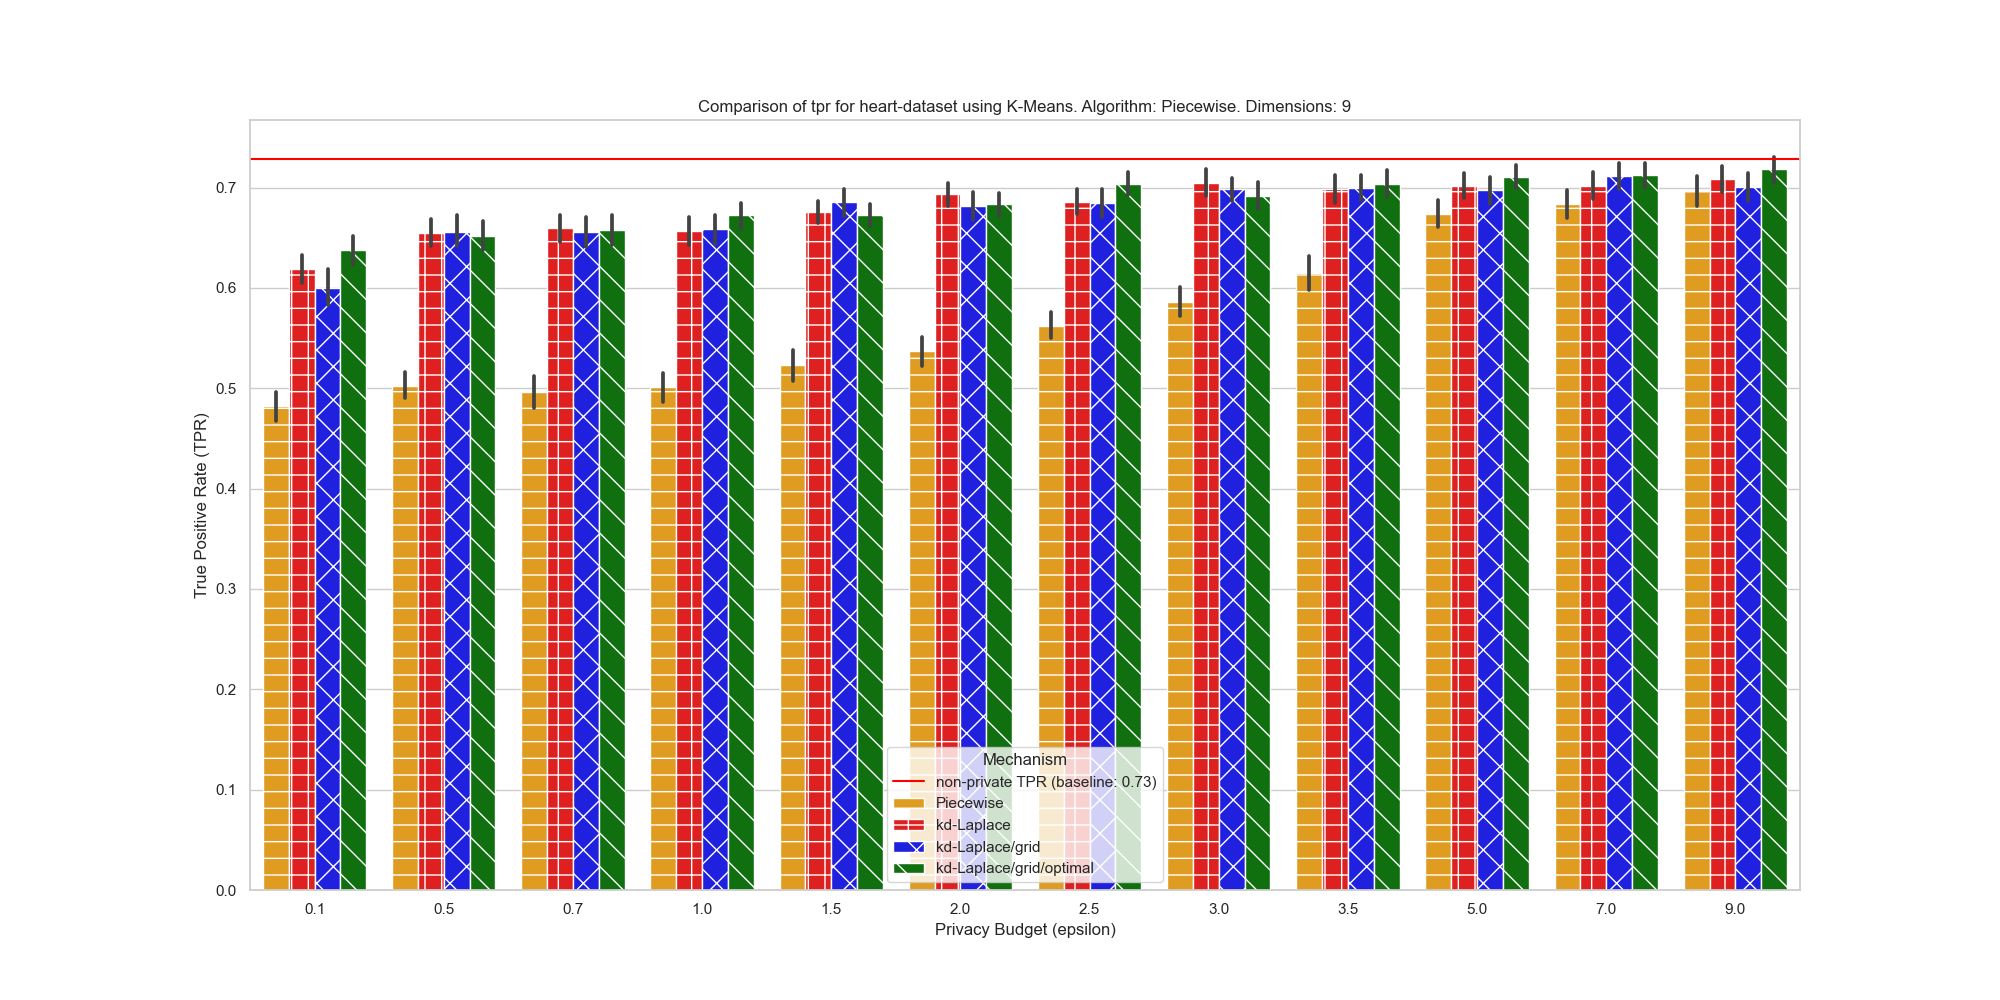 Comparison of tpr for heart-dataset using K-Means. Algorithm: Piecewise. Dimensions: 9
True Positive Rate (TPR)
0.7
0.6
0.5
0.4
0.3
0.2
0.1
0.0
Mechanism
non-private TPR (baseline: 0.73)
Piecewise
kd-Laplace
kd-Laplace/grid
kd-Laplace/grid/optimal
0.1 0.5 0.7 1.0 1.5 2.0 2.5 3.0 3.5 5.0 7.0 9.0
Privacy Budget (epsilon)